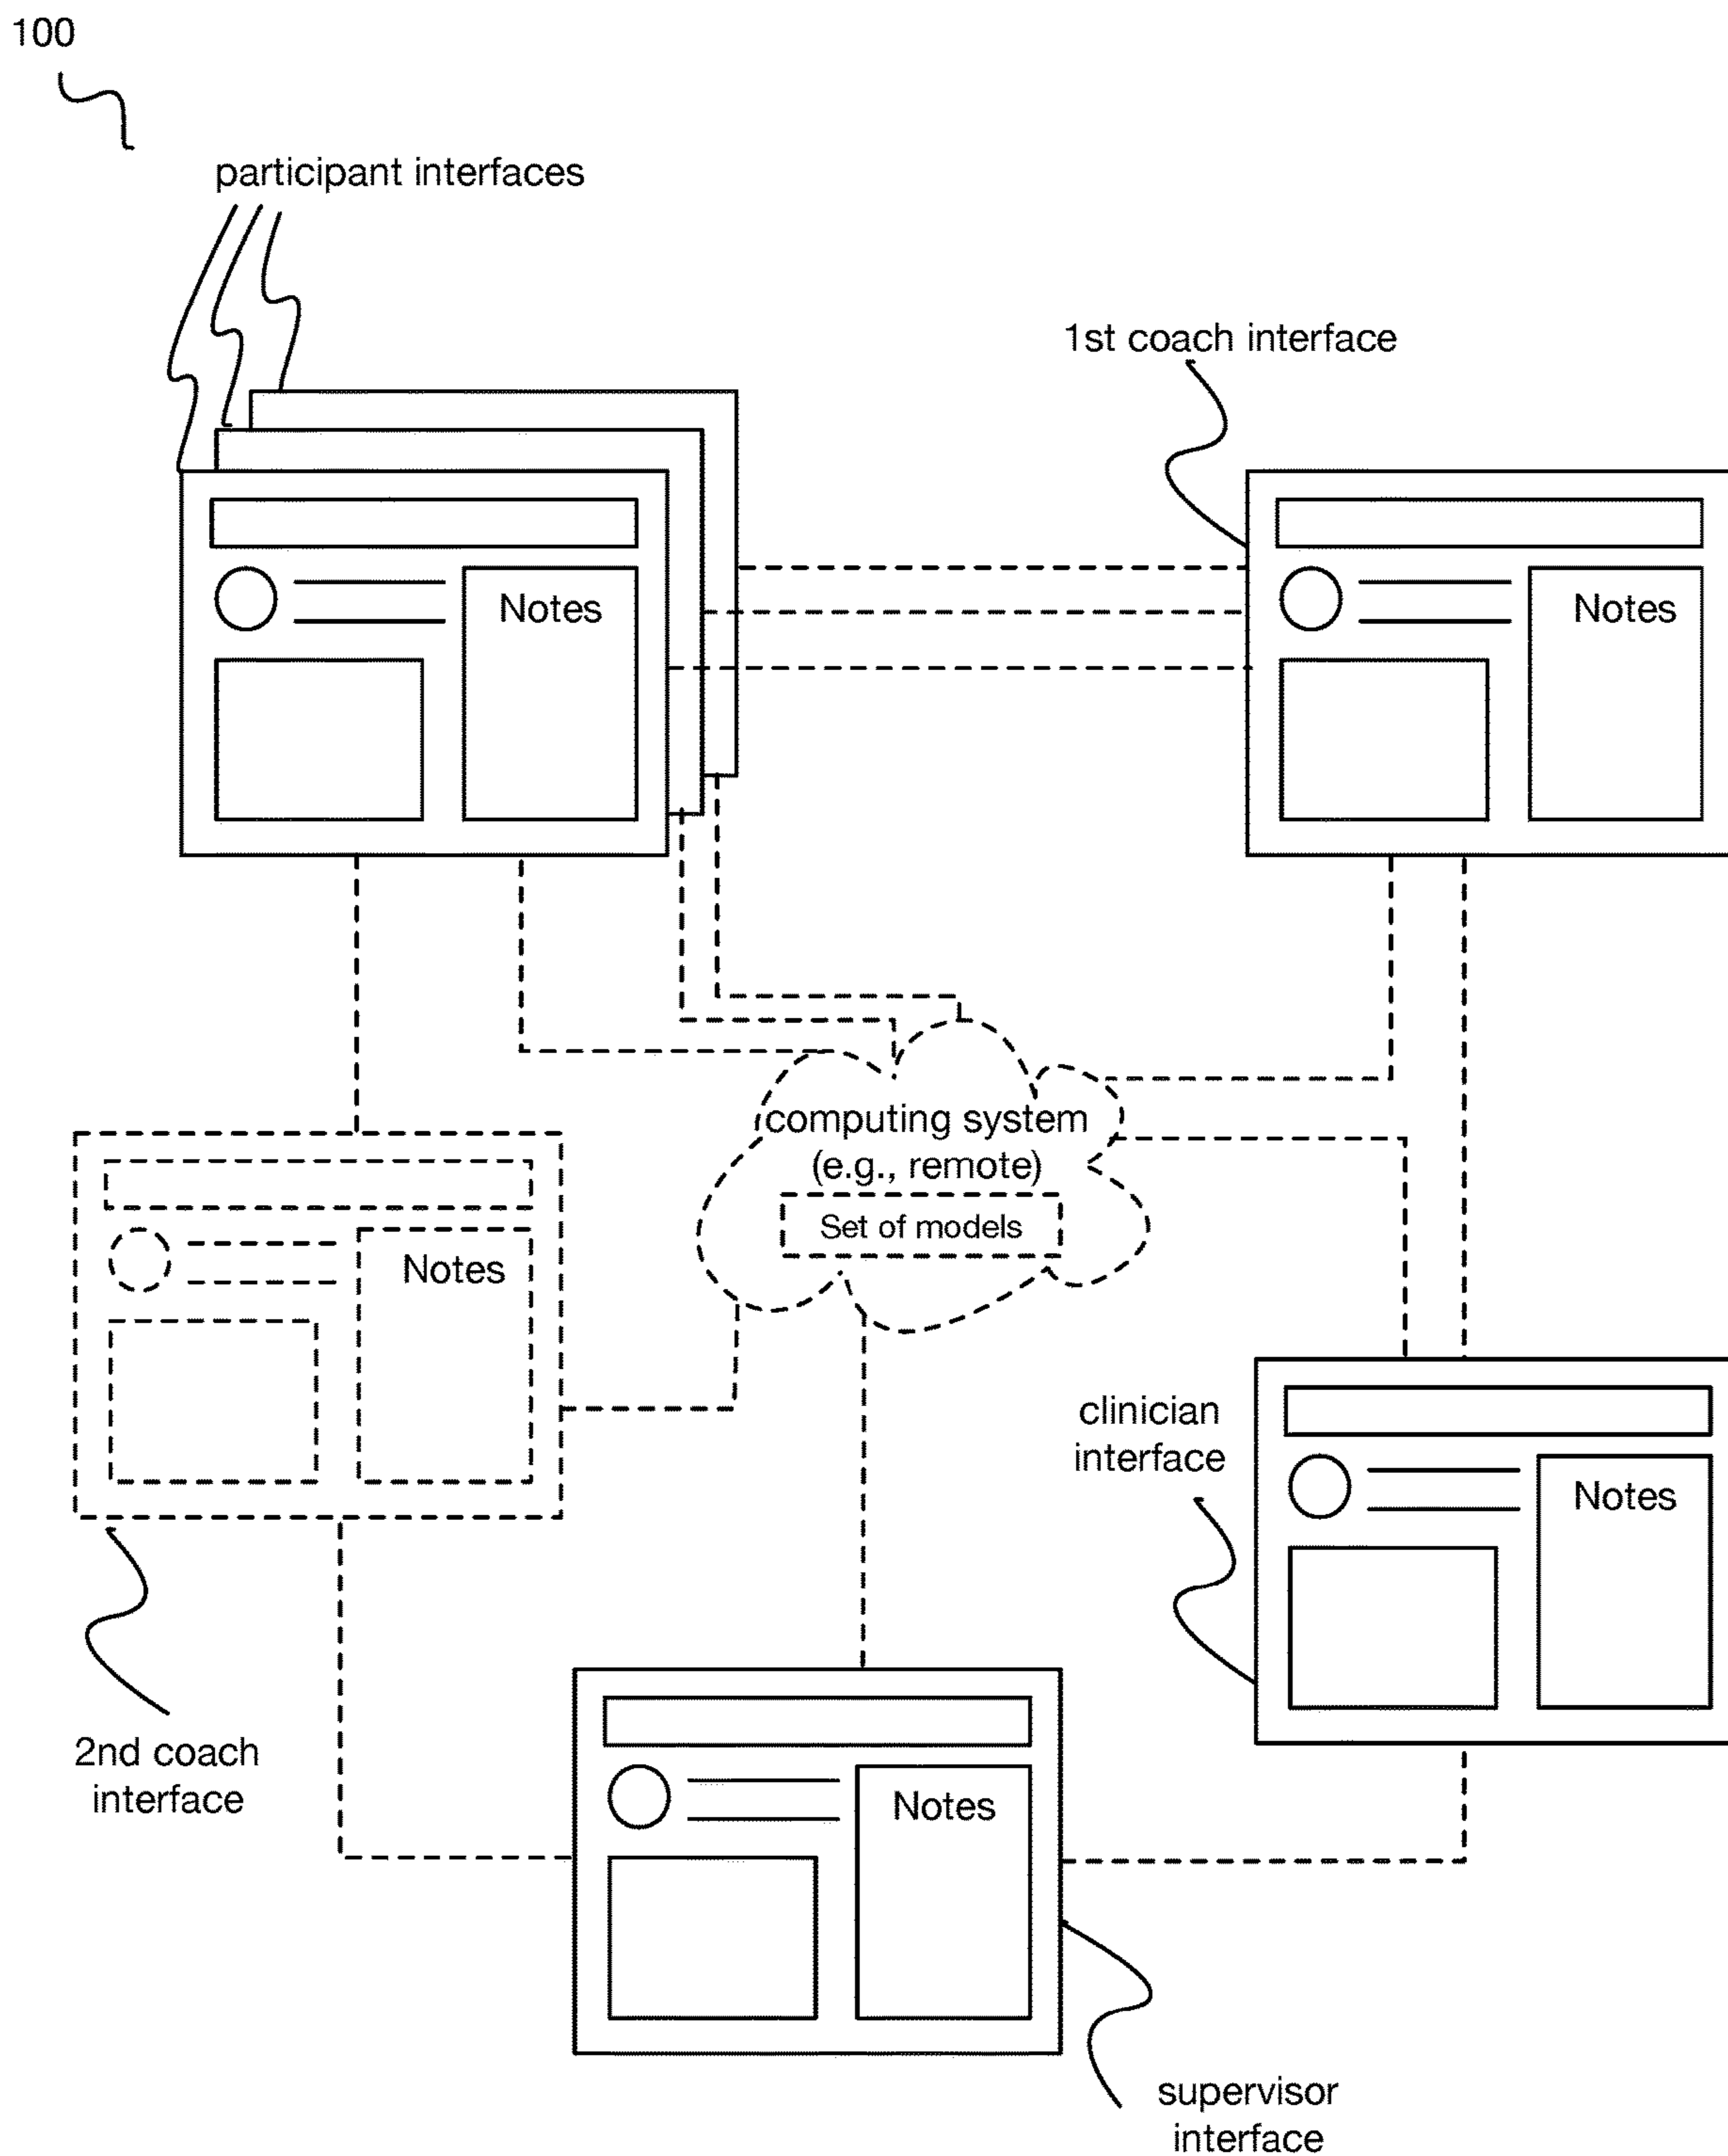 100
participant interfaces
1st coach interface
Notes
Notes
computing system
(e.g., remote)
Set of models
Notes
clinician
interface
Notes
2nd coach
interface
Notes
supervisor
interface